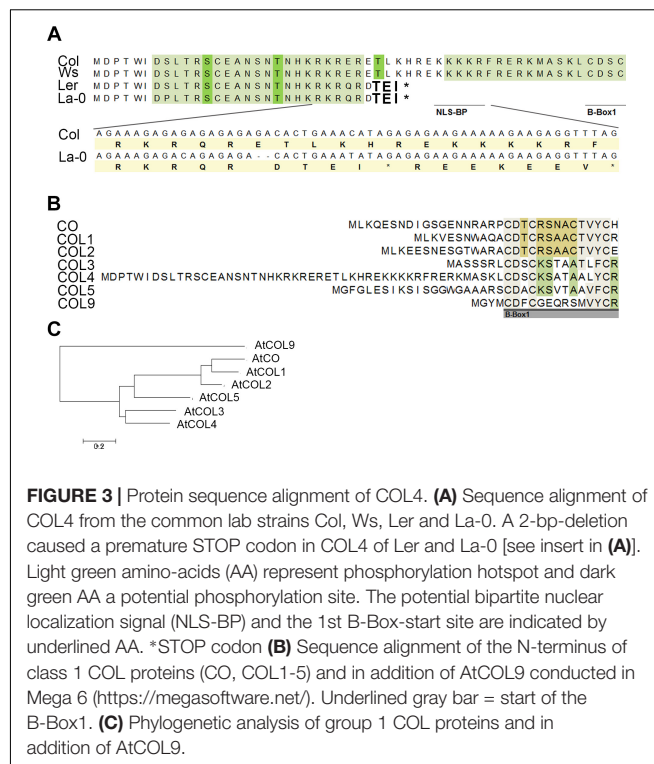 A
Col MDPTWIDSLTRSCEANSNTNHKRKRERETLKHREKKKKRFRERKMASKLCDSC
Ws MDPTWIDSLTRSCEANSNTNHKRKRERETLKHREKKKKRFRERKMASKLCDSC
Ler MDPTWIDSLTRSCEANSNTNHKRKRQRDTEI*
La-0 MDPTWIDPLTRSCEANSNTNHKRKRQRDTEI*
NLS-BP B-Box1
Col AGAAAGAGAGAGAGAGAGACACTGAAACATAGAGAGAAGAAAAAGAAGAGGTTTAG
R K R Q R E T L K H R E K K K K R F
La-0 AGAAAGAGACAGAGAGA--CACTGAAATATAGAGAGAAGAAAAAGAAGAGGTTTAG
R K R Q R D T E I * R E E K E E V *
B
CO MLKQESNDIGSGENNRARPCDTCRSNACTVYCH
COL1 MLKVESNWAQACDTCRSAACTVYCR
COL2 MLKEESNESGTWARACDTCRSAACTVYCE
COL3 MASSSRLCDSCKSTAATLFCR
COL4 MDPTWIDSLTRSCEANSNTNHKRKRERETLKHREKKKKRFRERKMASKLCDSCKSATAALYCR
COL5 MGFGLESIKSISGGWGAAARSCDACKSVTAAVFCR
COL9 MGYMCDFCGEQRSMVYCR
B-Box1
C
AtCOL9
AtCO
AtCOL1
AtCOL2
AtCOL5
AtCOL3
AtCOL4
0.2
FIGURE 3 | Protein sequence alignment of COL4. (A) Sequence alignment of
COL4 from the common lab strains Col, Ws, Ler and La-0. A 2-bp-deletion
caused a premature STOP codon in COL4 of Ler and La-0 [see insert in (A)].
Light green amino-acids (AA) represent phosphorylation hotspot and dark
green AA a potential phosphorylation site. The potential bipartite nuclear
localization signal (NLS-BP) and the 1st B-Box-start site are indicated by
underlined AA. *STOP codon (B) Sequence alignment of the N-terminus of
class 1 COL proteins (CO, COL1-5) and in addition of AtCOL9 conducted in
Mega 6 (https://megasoftware.net/). Underlined gray bar = start of the
B-Box1. (C) Phylogenetic analysis of group 1 COL proteins and in
addition of AtCOL9.